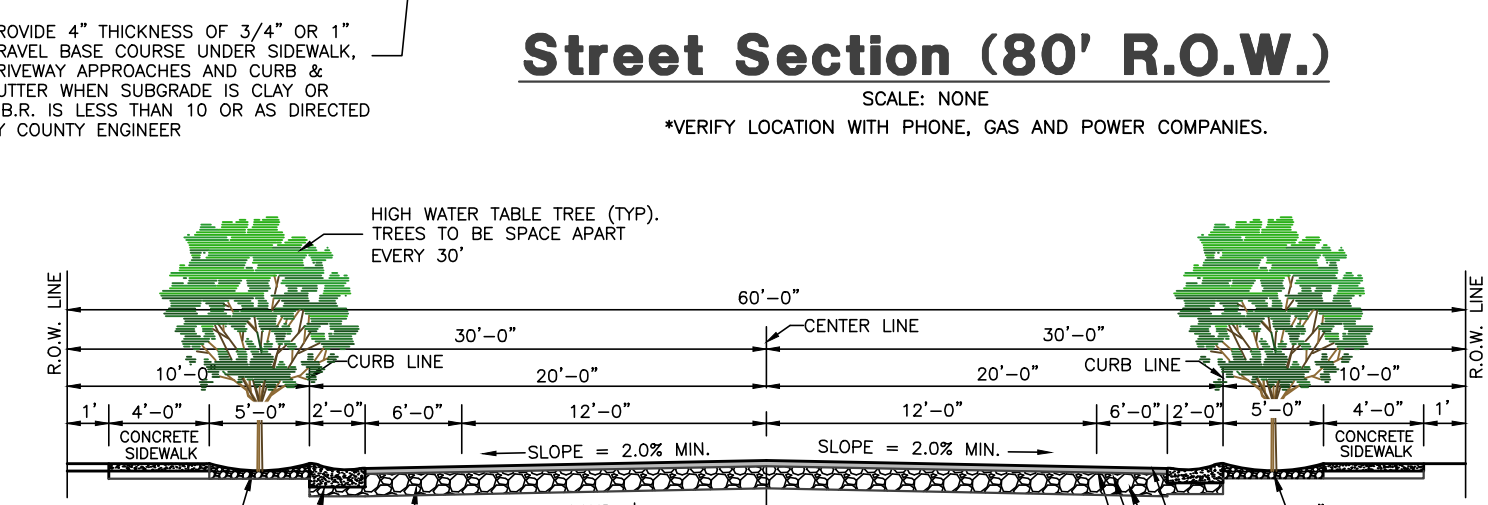 ROVIDE 4" THICKNESS OF 3/4" OR 1"
RAVEL BASE COURSE UNDER SIDEWALK,
RIVEWAY APPROACHES AND CURB &
UTTER WHEN SUBGRADE IS CLAY OR
.B.R. IS LESS THAN 10 OR AS DIRECTED
Y COUNTY ENGINEER
Street Section (80' R.O.W.)
SCALE: NONE
*VERIFY LOCATION WITH PHONE, GAS AND POWER COMPANIES.
HIGH WATER TABLE TREE (TYP).
TREES TO BE SPACE APART
EVERY 30'
R.O.W. LINE
R.O.W. LINE
60'-0"
30'-0"
CENTER LINE
30'-0"
CURB LINE
CURB LINE
10'-0"
20'-0"
20'-0"
10'-0"
1'
4'-0"
5'-0"
2'-0"
6'-0"
12'-0"
12'-0"
6'-0"
2'-0"
5'-0"
4'-0"
1'
CONCRETE
SIDEWALK
SLOPE = 2.0% MIN.
SLOPE = 2.0% MIN.
CONCRETE
SIDEWALK